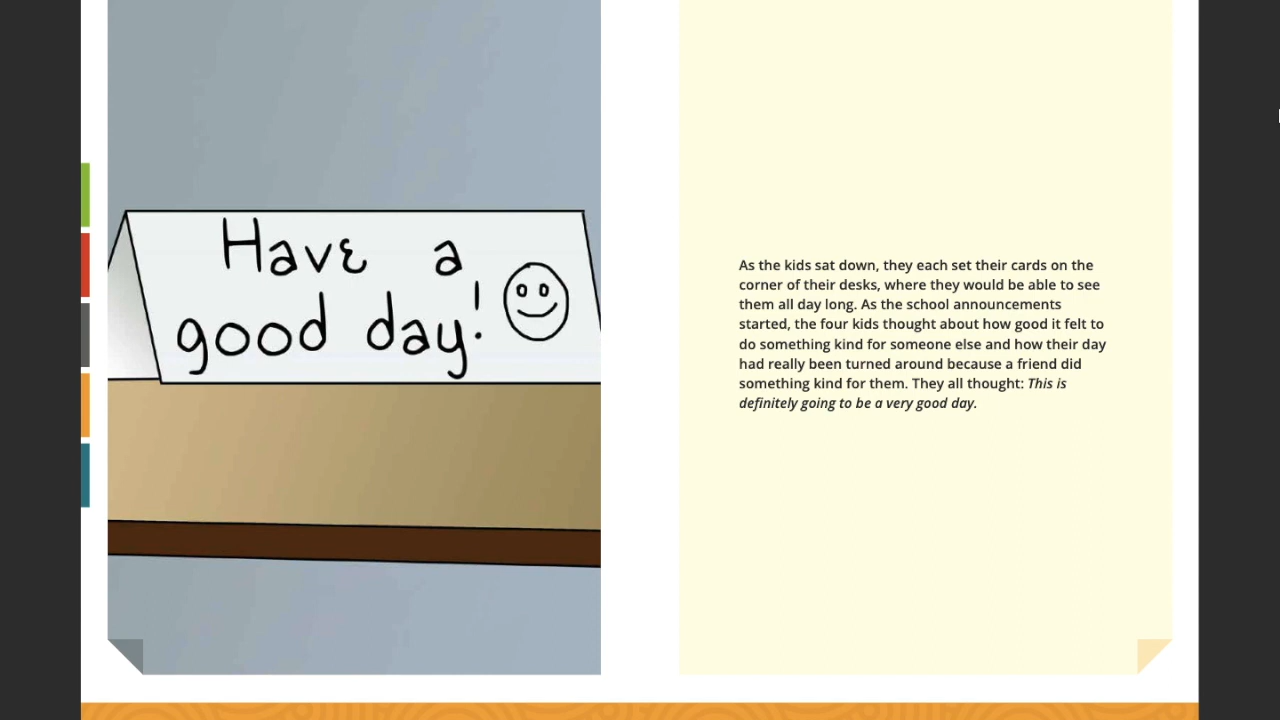 Have a
good day!
As the kids sat down, they each set their cards on the
corner of their desks, where they would be able to see
them all day long. As the school announcements
started, the four kids thought about how good it felt to
do something kind for someone else and how their day
had really been turned around because a friend did
something kind for them. They all thought: This is
definitely going to be a very good day.